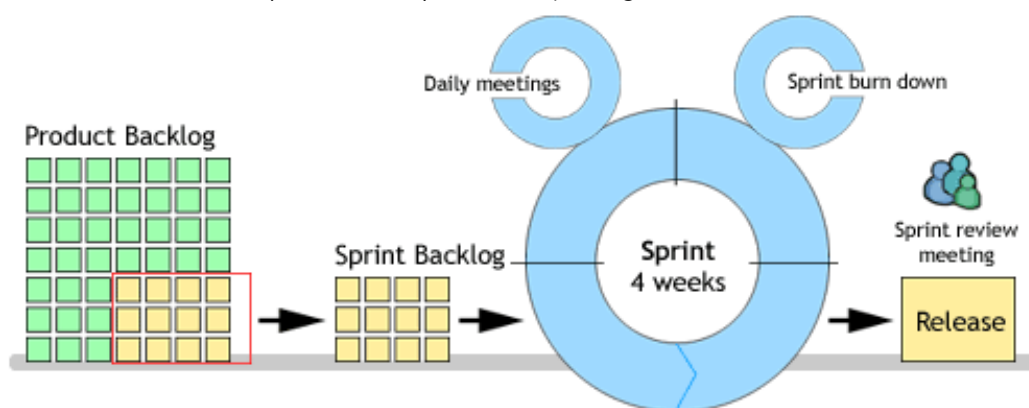 Daily meetings
Sprint burn down
Product Backlog
Sprint Backlog
Sprint
4 weeks
Sprint review
meeting
Release